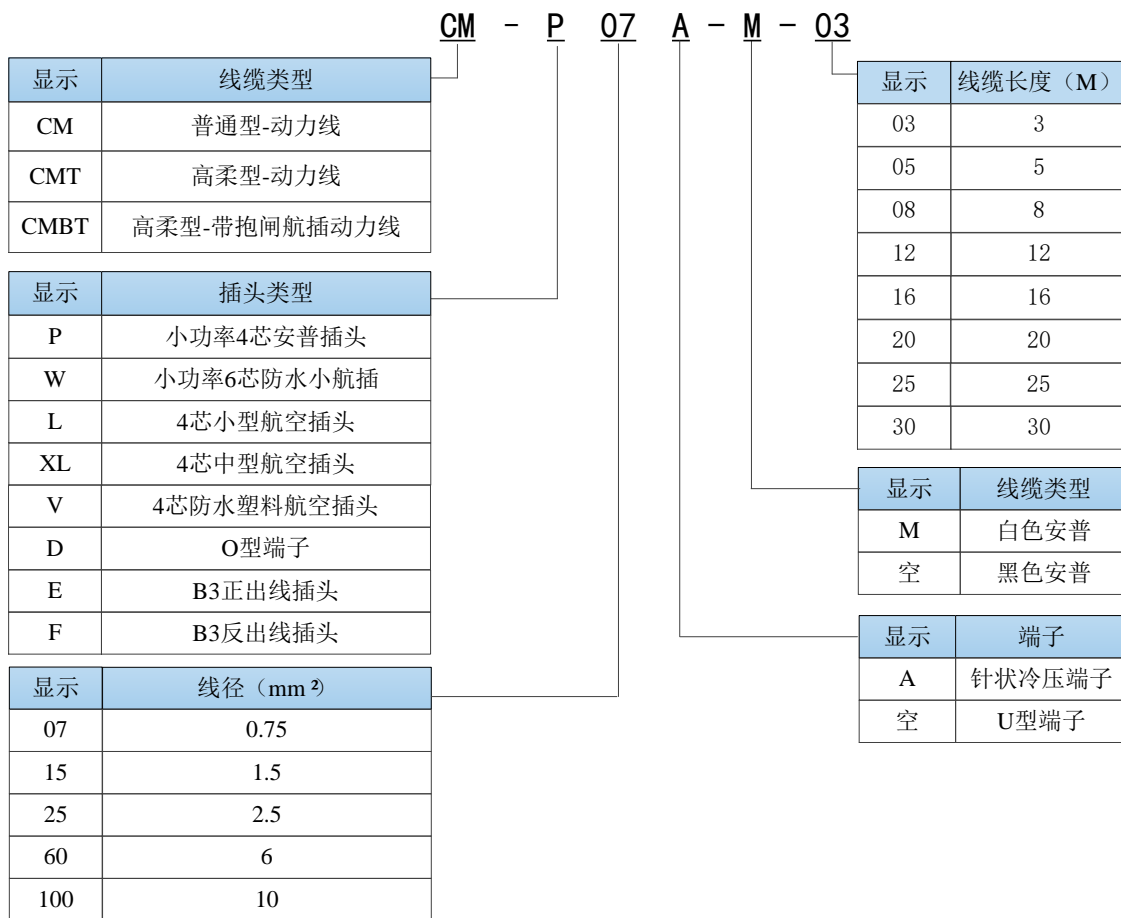 CM - P 07 A - M - 03
显示 线缆类型
CM 普通型-动力线
CMT 高柔型-动力线
CMBT 高柔型-带抱闸航插动力线
显示 插头类型
P 小功率4芯安普插头
W 小功率6芯防水小航插
L 4芯小型航空插头
XL 4芯中型航空插头
V 4芯防水塑料航空插头
D O型端子
E B3正出线插头
F B3反出线插头
显示 线径（mm²）
07 0.75
15 1.5
25 2.5
60 6
100 10
显示 线缆长度（M）
03 3
05 5
08 8
12 12
16 16
20 20
25 25
30 30
显示 线缆类型
M 白色安普
空 黑色安普
显示 端子
A 针状冷压端子
空 U型端子